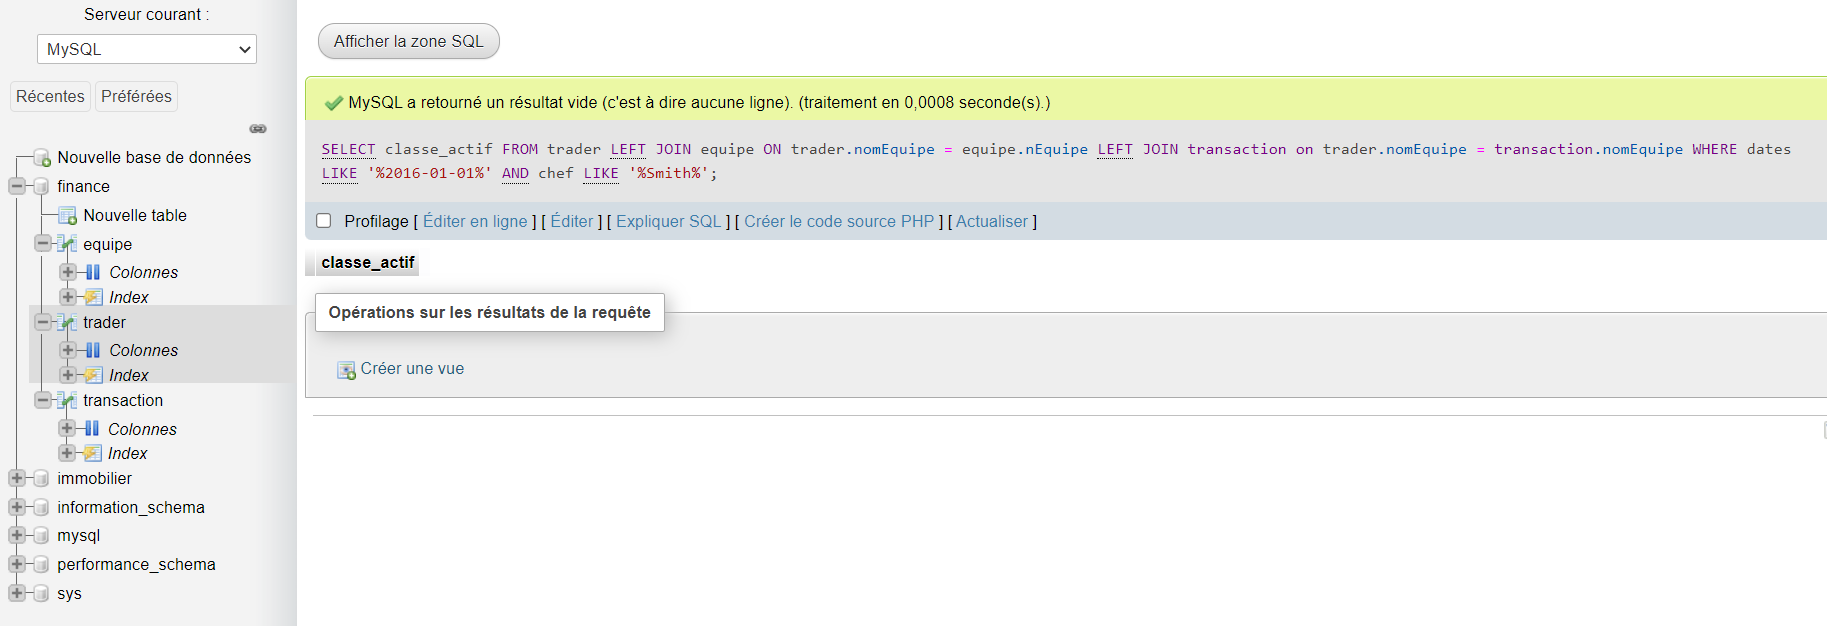 Serveur courant :
MySQL
Récentes
Préférées
Nouvelle base de données
finance
Nouvelle table
equipe
Colonnes
Index
trader
Colonnes
Index
transaction
Colonnes
Index
immobilier
information_schema
mysql
performance_schema
sys
Afficher la zone SQL
MySQL a retourné un résultat vide (c'est à dire aucune ligne). (traitement en 0,0008 seconde(s).)
SELECT classe_actif FROM trader LEFT JOIN equipe ON trader.nomEquipe = equipe.nEquipe LEFT JOIN transaction on trader.nomEquipe = transaction.nomEquipe WHERE dates
LIKE '%2016-01-01%' AND chef LIKE '%Smith%';
Profilage [ Éditer en ligne ] [ Éditer ] [ Expliquer SQL ] [ Créer le code source PHP ] [ Actualiser ]
classe_actif
Opérations sur les résultats de la requête
Créer une vue